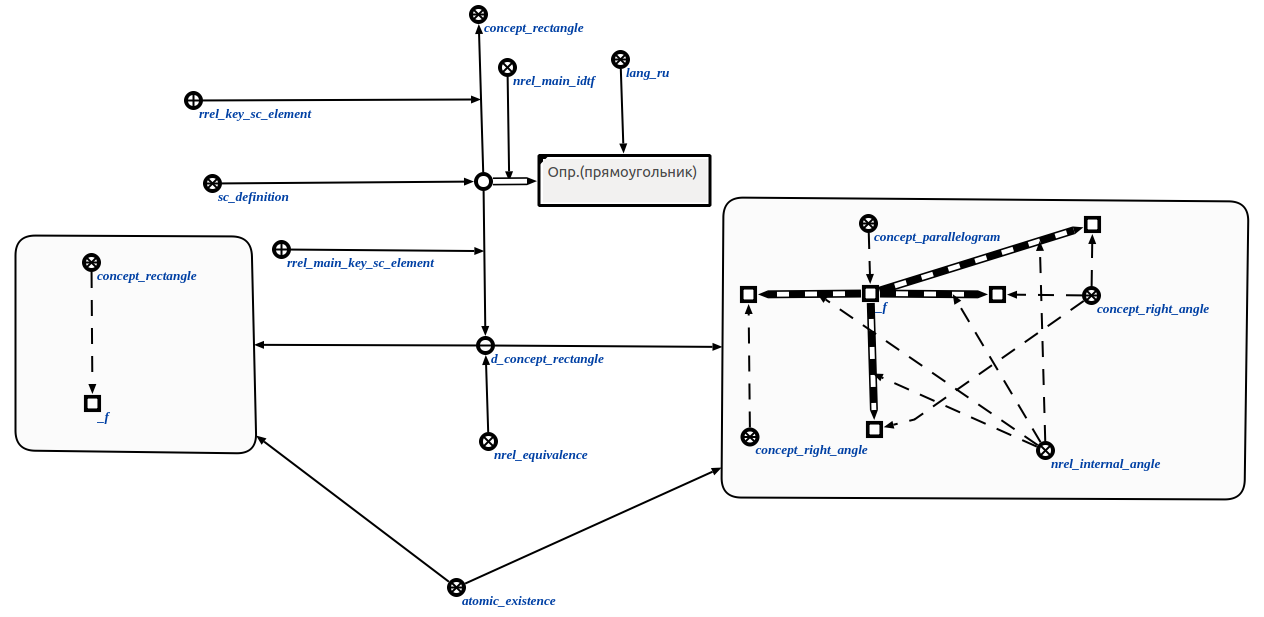 concept_rectangle
nrel_main_idtf
lang_ru
rrel_key_sc_element
Опр.(прямоугольник)
sc_definition
concept_parallelogram
rrel_main_key_sc_element
concept_rectangle
_f
concept_right_angle
d_concept_rectangle
_f
concept_right_angle
nrel_equivalence
nrel_internal_angle
atomic_existence